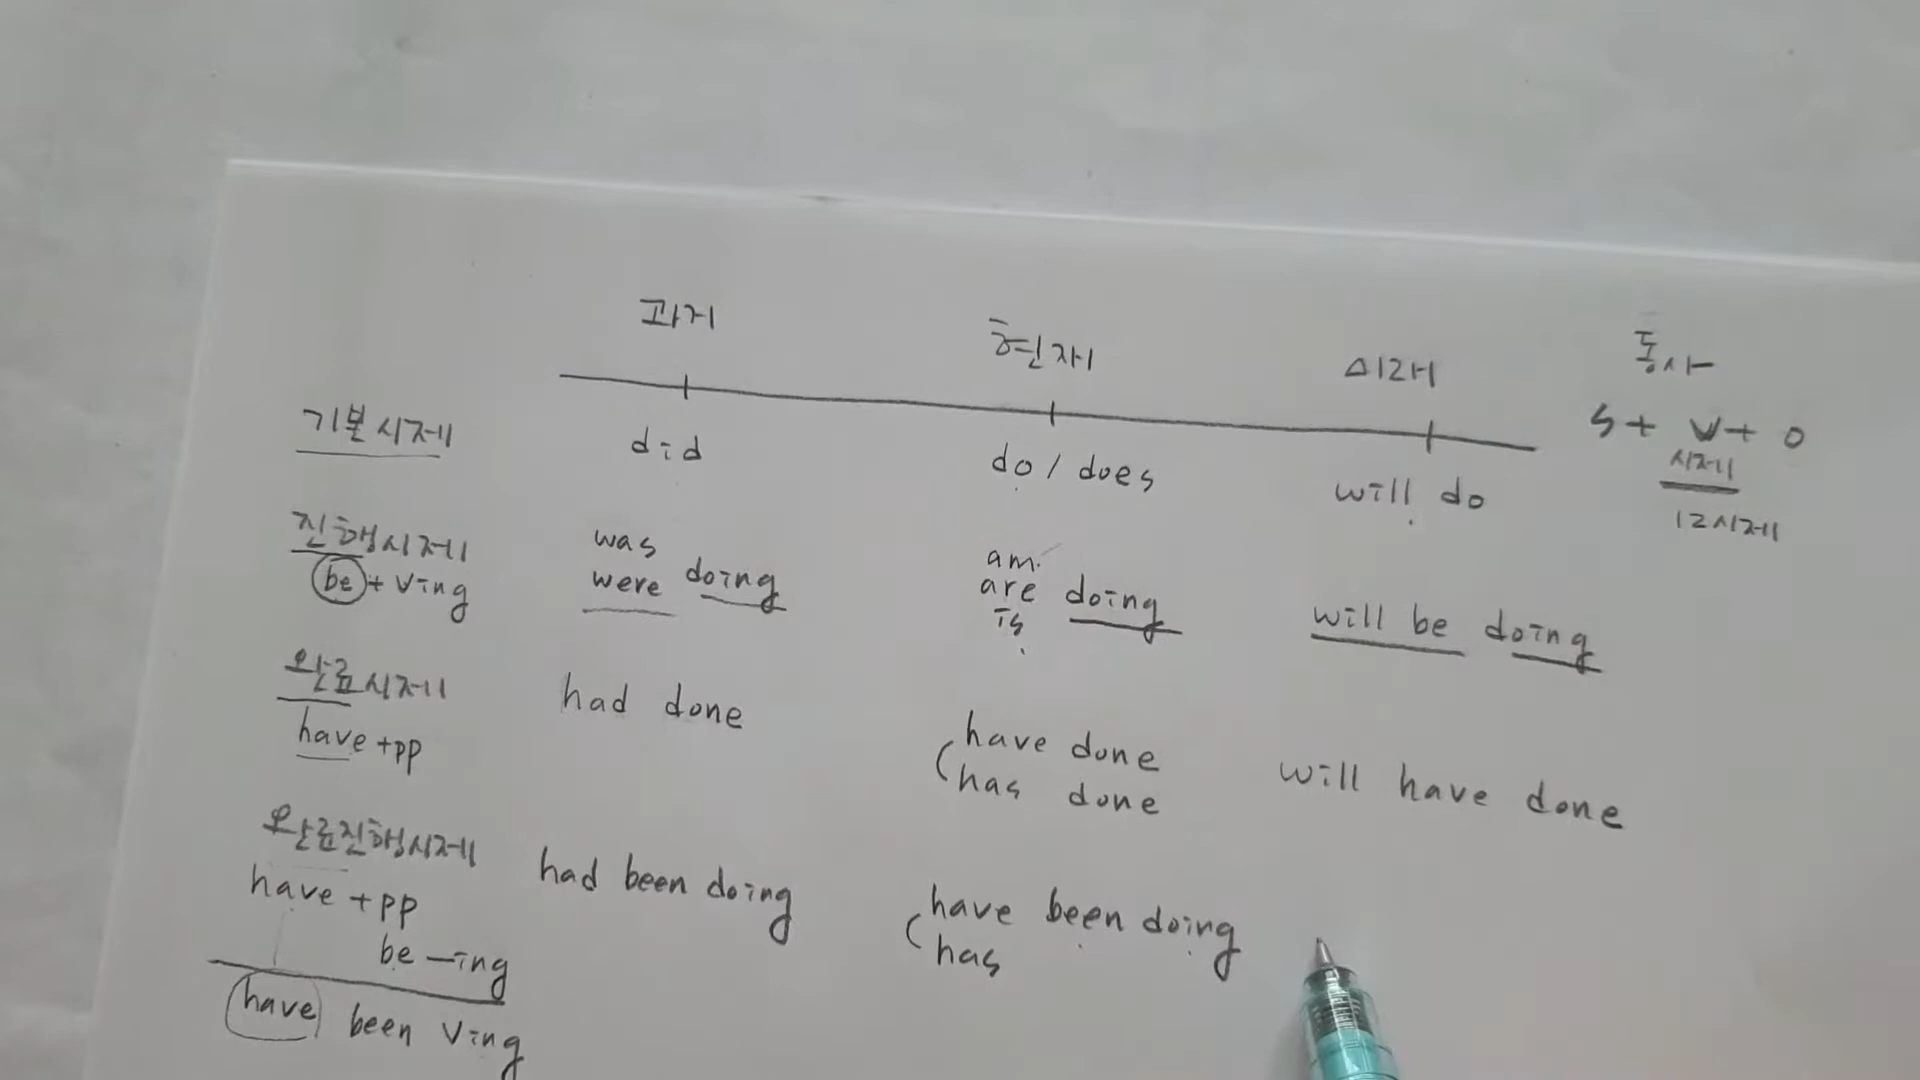 과거 현재 미래 동사
S + V + O
시제
12시제
기본시제 did do / does will do
진행시제 was were doing am are is doing will be doing
be + Ving
완료시제 had done have done has done will have done
have + pp
완료진행시제 had been doing have been doing has
have + pp
be -ing
have been Ving